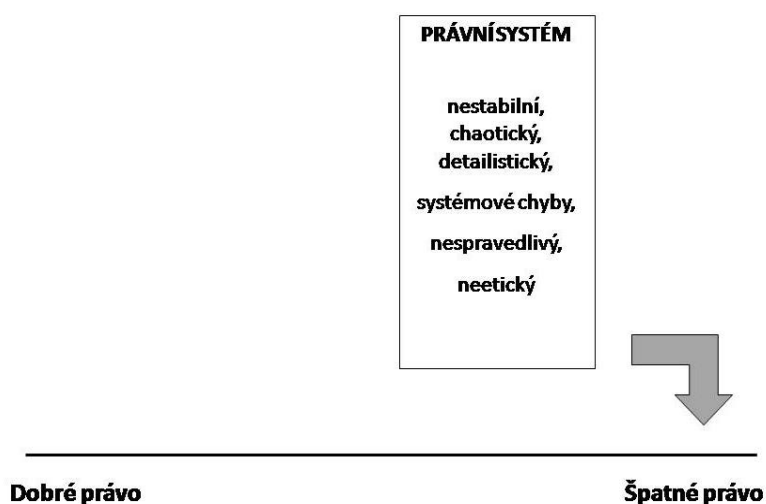 PRÁVNÍ SYSTÉM
nestabilní,
chaotický,
detailistický,
systémové chyby,
nespravedlivý,
neetický
Dobré právo
Špatné právo